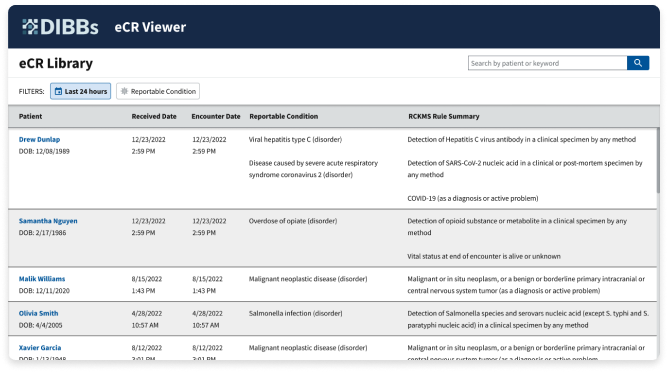 DIBBs eCR Viewer
eCR Library
Search by patient or keyword
FILTERS: Last 24 hours Reportable Condition
Patient Received Date Encounter Date Reportable Condition RCKMS Rule Summary
Drew Dunlap 12/23/2022 12/23/2022 Viral hepatitis type C (disorder) Detection of Hepatitis C virus antibody in a clinical specimen by any method
DOB: 12/08/1989 2:59 PM 2:59 PM
Disease caused by severe acute respiratory Detection of SARS-CoV-2 nucleic acid in a clinical or post-mortem specimen by
syndrome coronavirus 2 (disorder) any method
COVID-19 (as a diagnosis or active problem)
Samantha Nguyen 12/23/2022 12/23/2022 Overdose of opiate (disorder) Detection of opioid substance or metabolite in a clinical specimen by any
DOB: 2/17/1986 2:59 PM 2:59 PM method
Vital status at end of encounter is alive or unknown
Malik Williams 8/15/2022 8/15/2022 Malignant neoplastic disease (disorder) Malignant or in situ neoplasm, or a benign or borderline primary intracranial or
DOB: 12/11/2020 1:43 PM 1:43 PM central nervous system tumor (as a diagnosis or active problem)
Olivia Smith 4/28/2022 4/28/2022 Salmonella infection (disorder) Detection of Salmonella species and serovars nucleic acid (except S. typhi and S.
DOB: 4/4/2005 10:57 AM 10:57 AM paratyphi nucleic acid) in a clinical specimen by any method
Xavier Garcia 8/12/2022 8/12/2022 Malignant neoplastic disease (disorder) Malignant or in situ neoplasm, or a benign or borderline primary intracranial or
DOB: 1/13/1948 3:01 PM 3:01 PM central nervous system tumor (as a diagnosis or active problem)